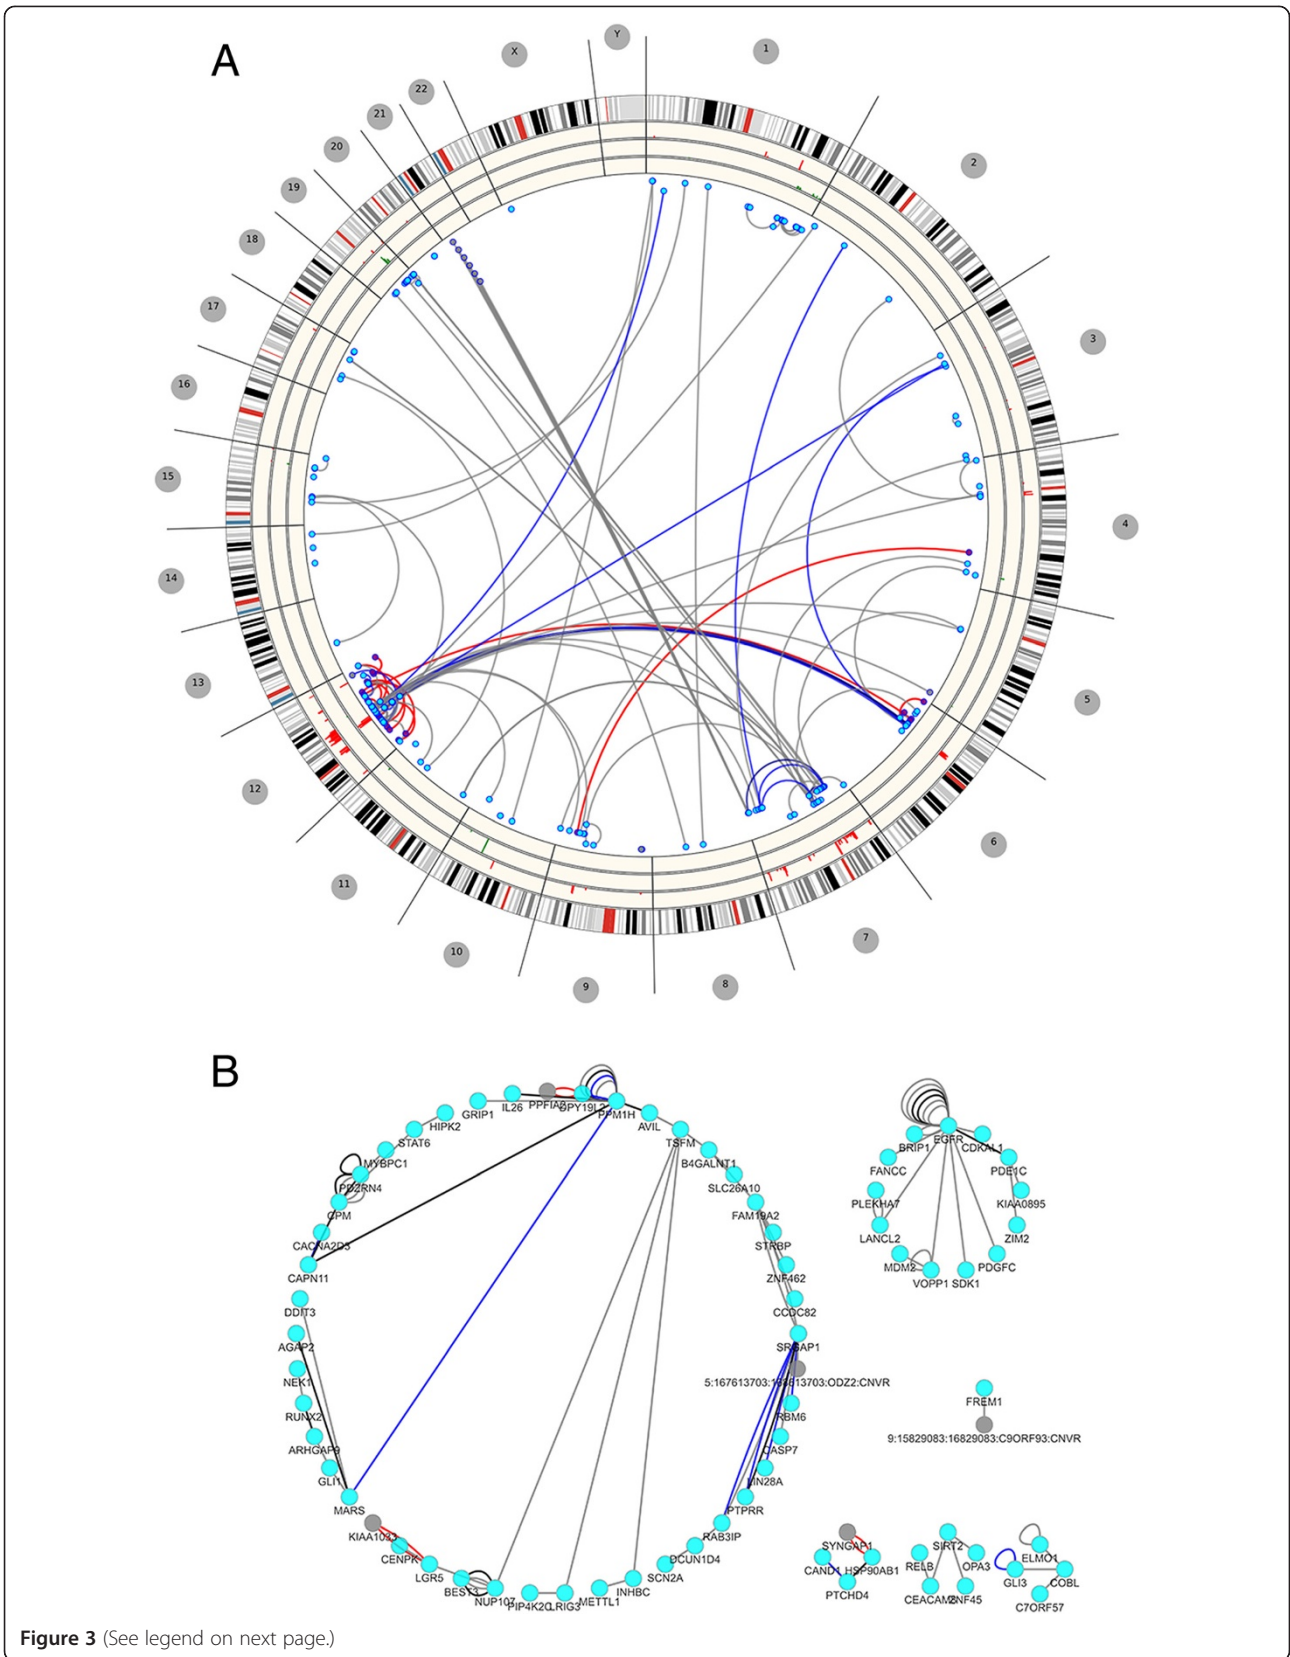 A
Y
1
X
22
21
20
19
18
17
16
15
14
13
12
11
10
9
8
7
6
5
4
3
2
B
IL26
PPFIA2
DPY19L2
PPM1H
GRIP1
AVIL
HIPK2
TSFM
STAT6
B4GALNT1
MYBPC1
SLC26A10
PDZRN4
CPM
FAM19A2
CACNA2D3
STRBP
CAPN11
ZNF462
DDIT3
CCDC82
AGAP2
SRGAP1
NEK1
5:167613703:168613703:ODZ2:CNVR
RUNX2
RBM6
ARHGAP9
CASP7
GLI1
LIN28A
MARS
PTPRR
KIAA1033
RAB3IP
CENPK
DCUN1D4
LGR5
SCN2A
BEST3
INHBC
NUP107
PIP4K2C
LRIG3
METTL1
EGFR
BRIP1
CDKAL1
FANCC
PDE1C
PLEKHA7
KIAA0895
LANCL2
ZIM2
MDM2
PDGFC
VOPP1
SDK1
FREM1
9:15829083:16829083:C9ORF93:CNVR
SYNGAP1
CAND1
HSP90AB1
PTCHD4
SIRT2
RELB
OPA3
ZNF45
ELMO1
GLI3
COBL
C7ORF57
Figure 3 (See legend on next page.)